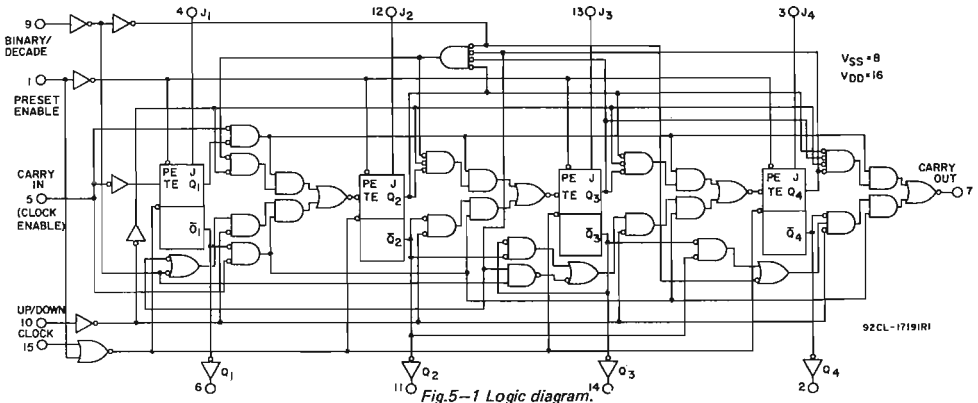 4 J1
12 J2
13 J3
3 J4
9
BINARY/
DECADE
VSS = 8
VDD = 16
1
PRESET
ENABLE
PE J
TE Q1
Q̅1
PE J
TE Q2
Q̅2
PE J
TE Q3
Q̅3
PE J
TE Q4
Q̅4
CARRY
IN
5
(CLOCK
ENABLE)
CARRY
OUT
7
UP/DOWN
10
CLOCK
15
92CL-17191R1
Q1
6
Q2
11
Q3
14
Q4
2
Fig.5—1 Logic diagram.